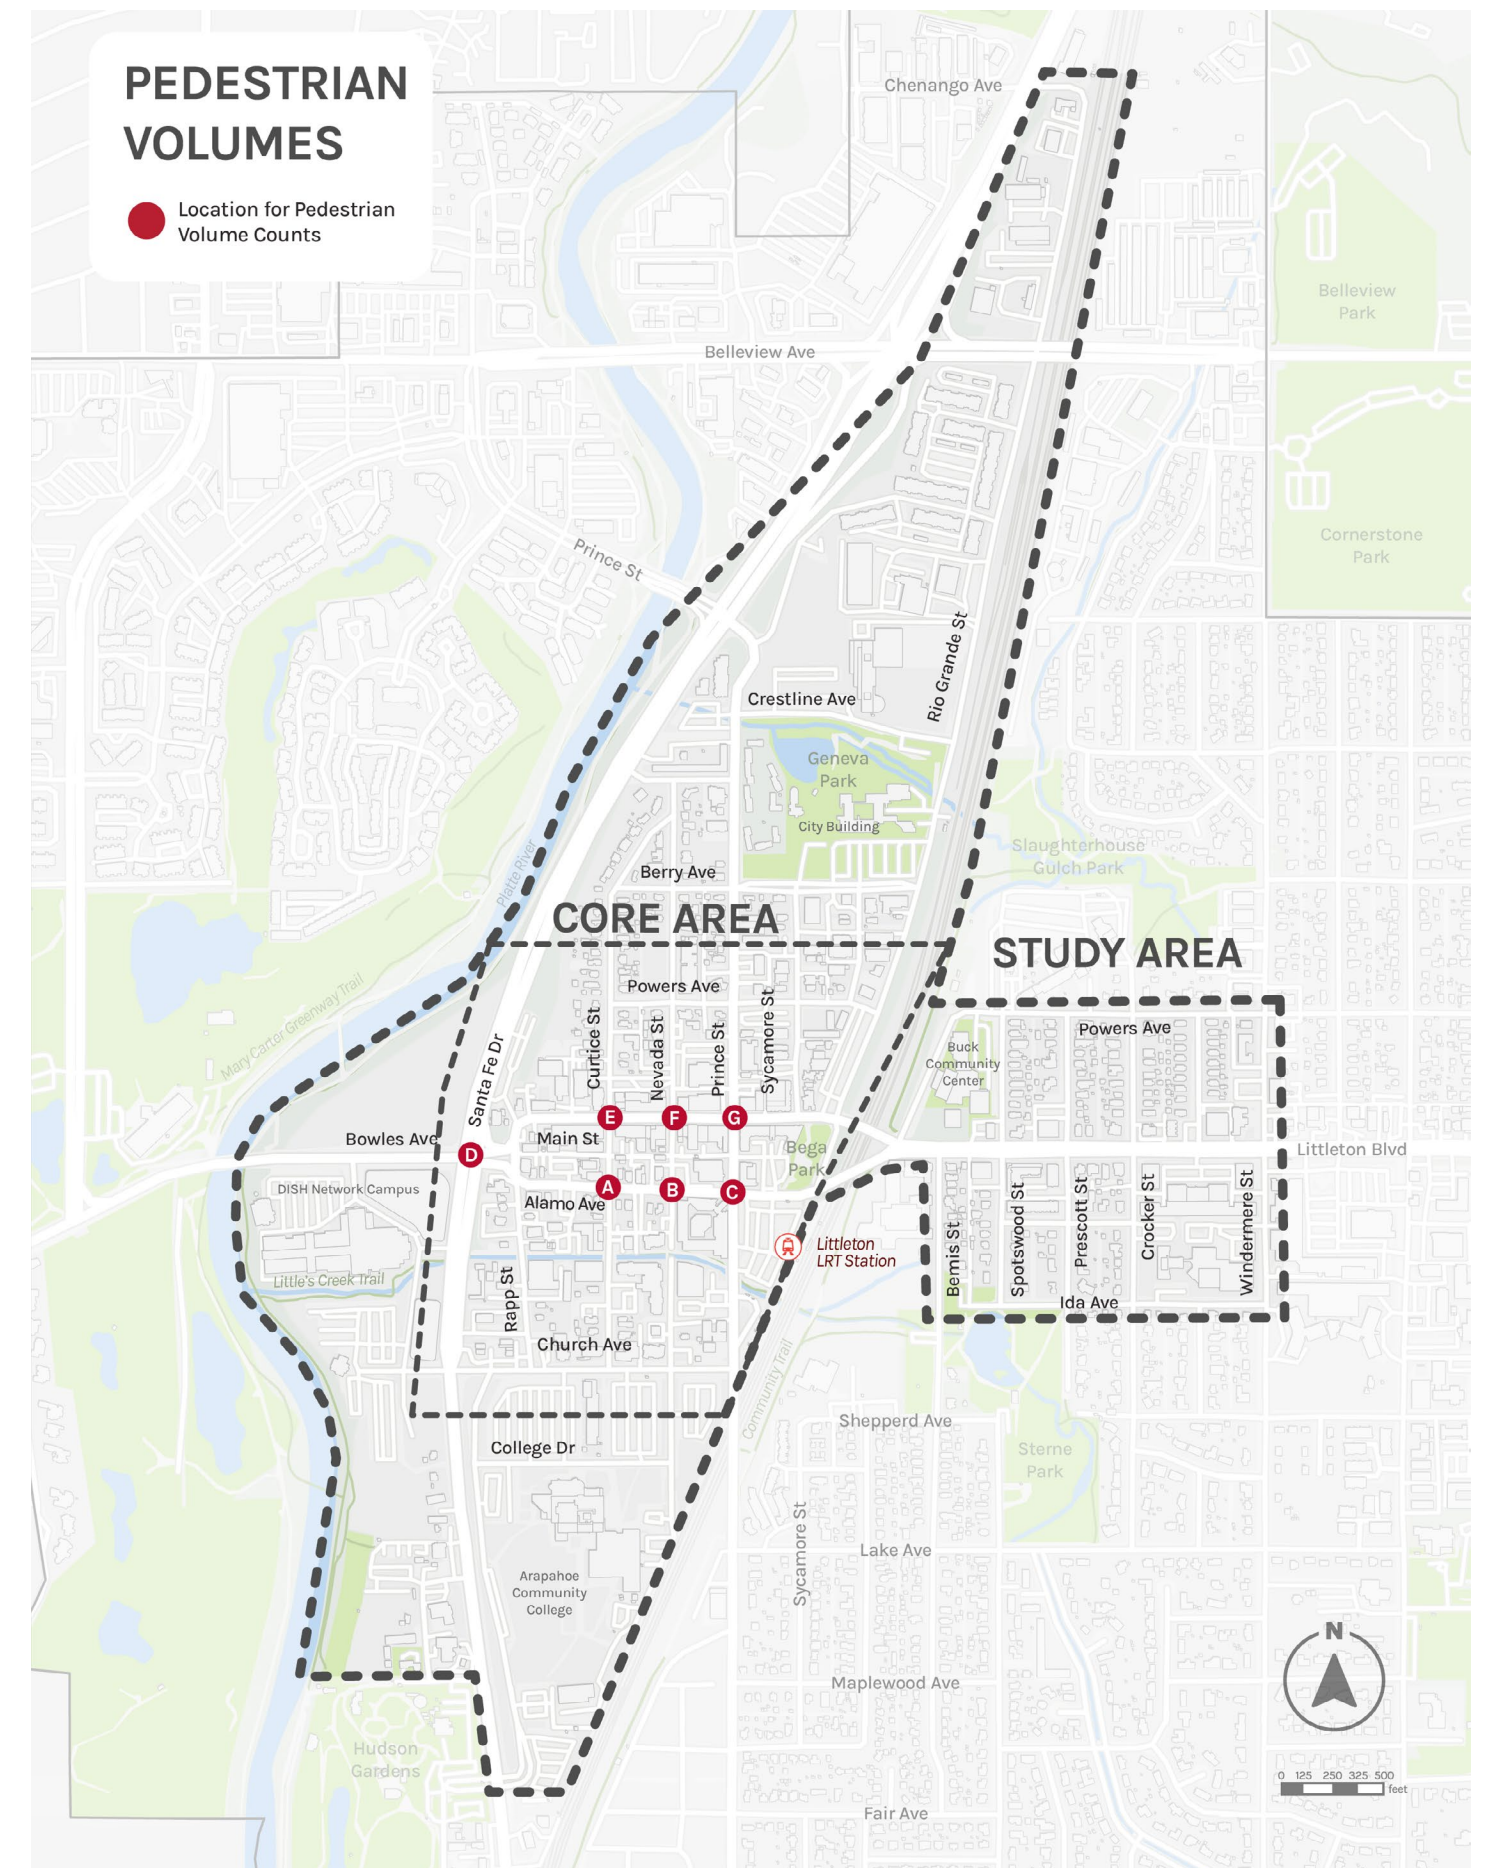 PEDESTRIAN
VOLUMES
Location for Pedestrian
Volume Counts
Chenango Ave
Belleview
Park
Belleview Ave
Cornerstone
Park
Prince St
Rio Grande St
Crestline Ave
Geneva
Park
City Building
Slaughterhouse
Gulch Park
Platte River
Berry Ave
CORE AREA
STUDY AREA
Mary Carter Greenway Trail
Powers Ave
Curtice St
Nevada St
Prince St
Sycamore St
Santa Fe Dr
Powers Ave
Buck
Community
Center
E
F
G
Bowles Ave
Main St
D
Bega
Park
Littleton Blvd
DISH Network Campus
A
B
C
Alamo Ave
Littleton
LRT Station
Bemis St
Spotswood St
Prescott St
Crocker St
Windermere St
Little's Creek Trail
Rapp St
Ida Ave
Church Ave
Community Trail
Shepperd Ave
College Dr
Sterne
Park
Sycamore St
Lake Ave
Arapahoe
Community
College
N
Maplewood Ave
Hudson
Gardens
0 125 250 325 500
feet
Fair Ave